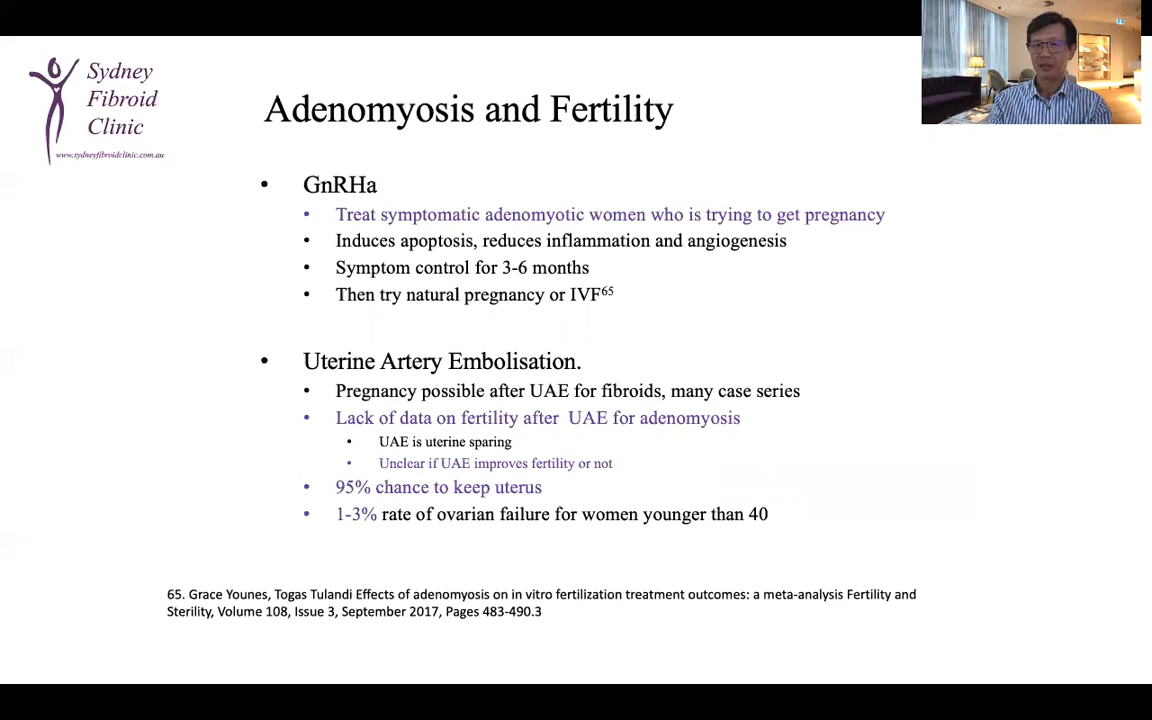 Sydney
Fibroid
Clinic
www.sydneyfibroidclinic.com.au
Adenomyosis and Fertility
• GnRHa
• Treat symptomatic adenomyotic women who is trying to get pregnancy
• Induces apoptosis, reduces inflammation and angiogenesis
• Symptom control for 3-6 months
• Then try natural pregnancy or IVF⁶⁵
• Uterine Artery Embolisation.
• Pregnancy possible after UAE for fibroids, many case series
• Lack of data on fertility after UAE for adenomyosis
• UAE is uterine sparing
• Unclear if UAE improves fertility or not
• 95% chance to keep uterus
• 1-3% rate of ovarian failure for women younger than 40
65. Grace Younes, Togas Tulandi Effects of adenomyosis on in vitro fertilization treatment outcomes: a meta-analysis Fertility and
Sterility, Volume 108, Issue 3, September 2017, Pages 483-490.3